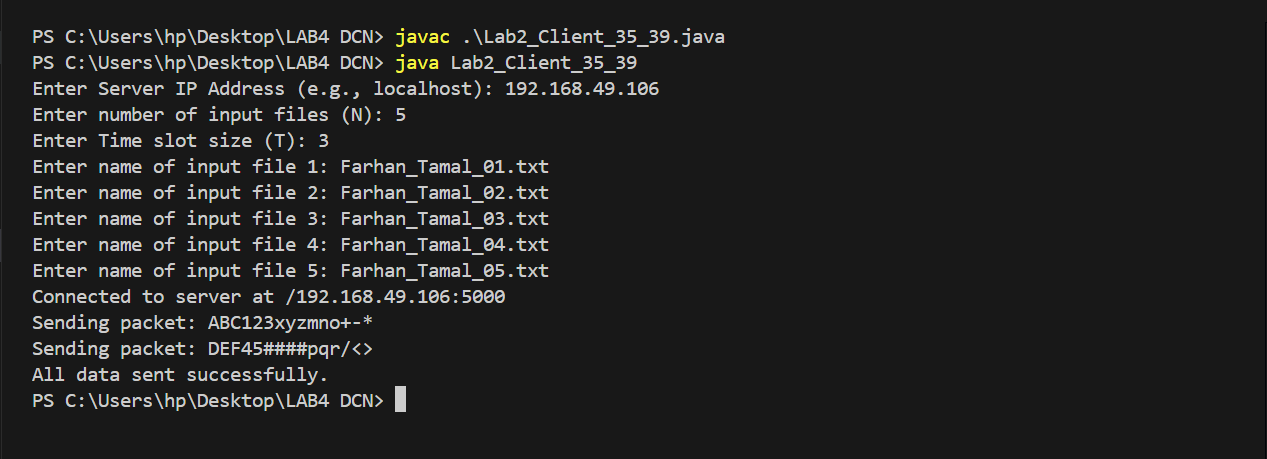 PS C:\Users\hp\Desktop\LAB4 DCN> javac .\Lab2_Client_35_39.java
PS C:\Users\hp\Desktop\LAB4 DCN> java Lab2_Client_35_39
Enter Server IP Address (e.g., localhost): 192.168.49.106
Enter number of input files (N): 5
Enter Time slot size (T): 3
Enter name of input file 1: Farhan_Tamal_01.txt
Enter name of input file 2: Farhan_Tamal_02.txt
Enter name of input file 3: Farhan_Tamal_03.txt
Enter name of input file 4: Farhan_Tamal_04.txt
Enter name of input file 5: Farhan_Tamal_05.txt
Connected to server at /192.168.49.106:5000
Sending packet: ABC123xyzmno+-*
Sending packet: DEF45####pqr/<>
All data sent successfully.
PS C:\Users\hp\Desktop\LAB4 DCN>